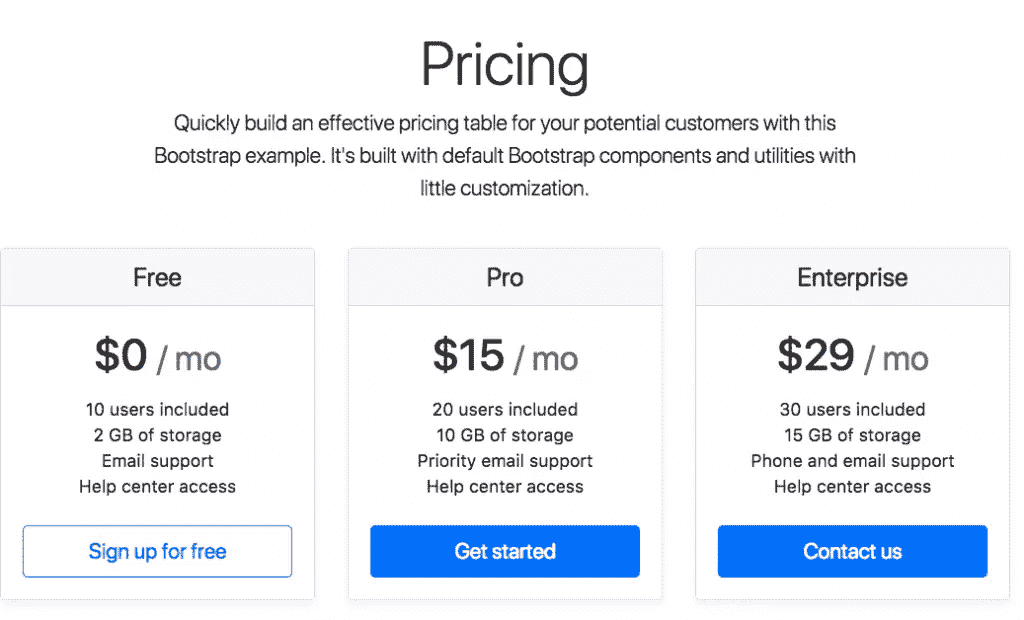 Pricing
Quickly build an effective pricing table for your potential customers with this
Bootstrap example. It's built with default Bootstrap components and utilities with
little customization.
Free
$0 / mo
10 users included
2 GB of storage
Email support
Help center access
Sign up for free
Pro
$15 / mo
20 users included
10 GB of storage
Priority email support
Help center access
Get started
Enterprise
$29 / mo
30 users included
15 GB of storage
Phone and email support
Help center access
Contact us